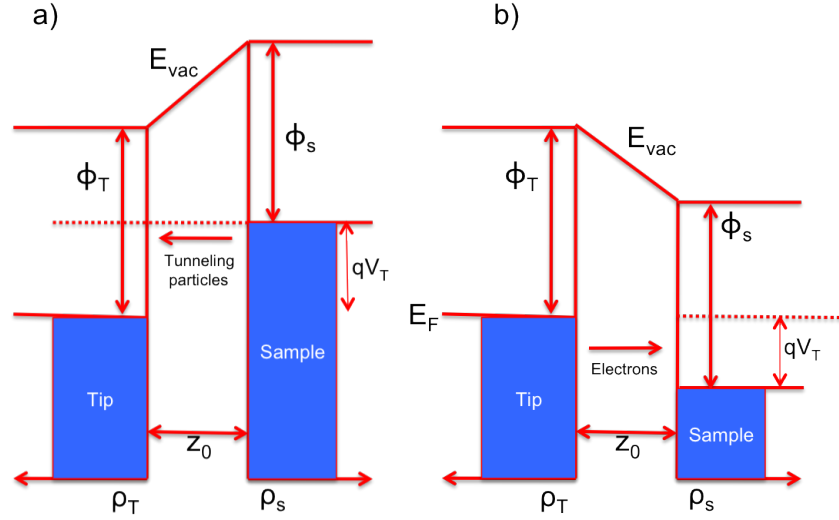 a)
E_vac
ϕ_s
ϕ_T
Tunneling
particles
qV_T
Sample
Tip
z_0
ρ_T
ρ_s
b)
E_vac
ϕ_T
ϕ_s
E_F
qV_T
Electrons
Tip
Sample
z_0
ρ_T
ρ_s